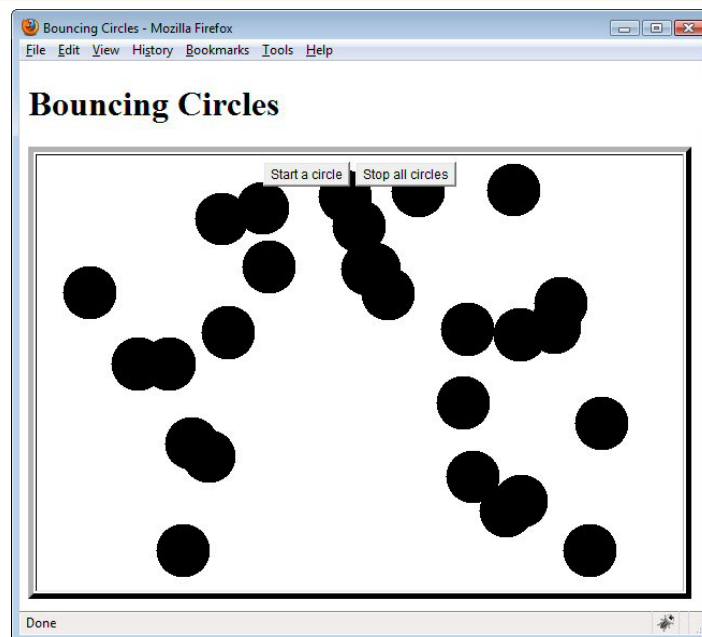 Bouncing Circles - Mozilla Firefox
File Edit View History Bookmarks Tools Help
Bouncing Circles
Start a circle Stop all circles
Done